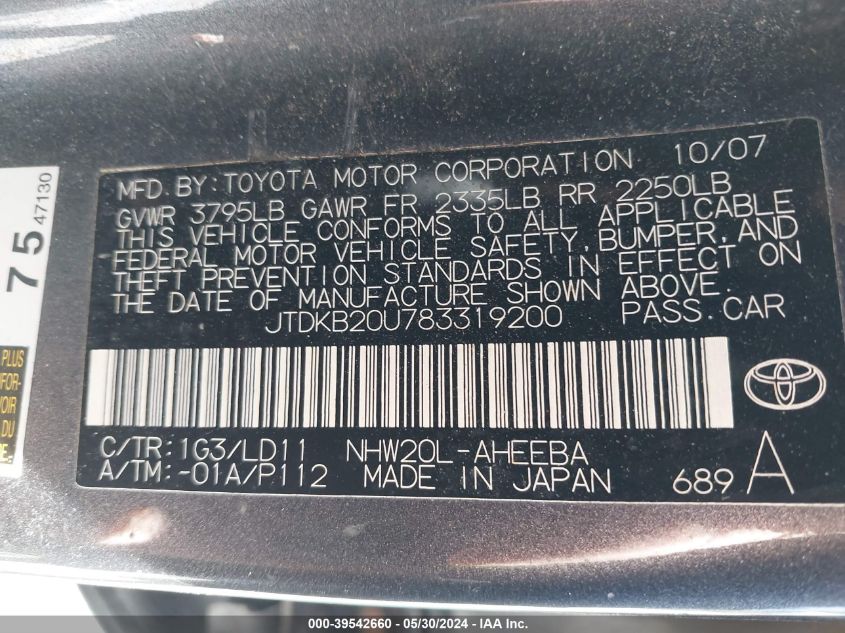 MFD. BY: TOYOTA MOTOR CORPORATION 10/07
GVWR 3795LB GAWR FR 2335LB RR 2250LB
THIS VEHICLE CONFORMS TO ALL APPLICABLE
FEDERAL MOTOR VEHICLE SAFETY, BUMPER, AND
THEFT PREVENTION STANDARDS IN EFFECT ON
THE DATE OF MANUFACTURE SHOWN ABOVE.
JTDKB20U783319200 PASS. CAR
C/TR: 1G3/LD11 NHW20L-AHEEBA
A/TM: -01A/P112 MADE IN JAPAN 689 A
75
47130
PLUS
DU
000-39542660 - 05/30/2024 - IAAI Inc.